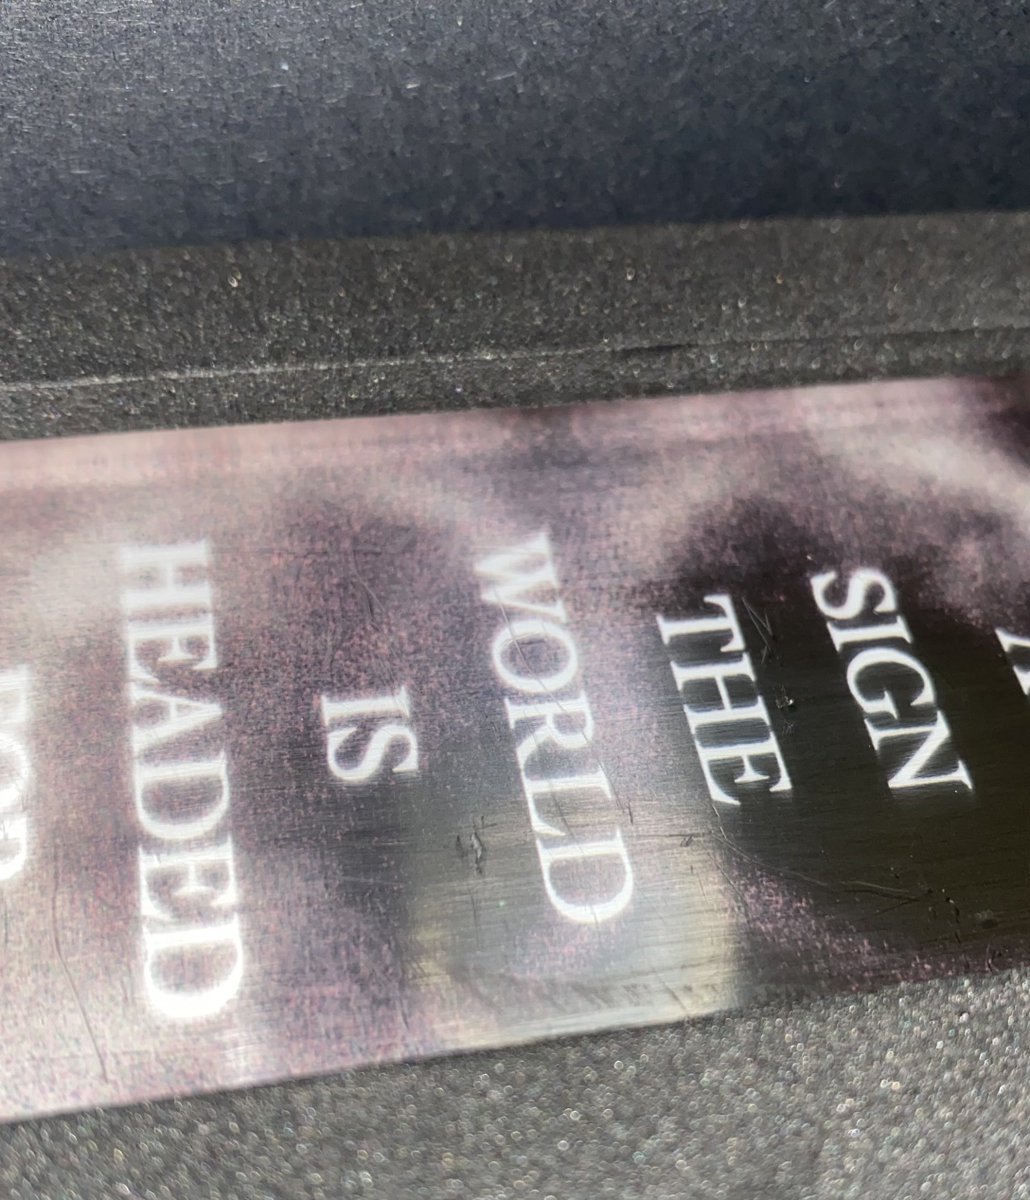 SIGN
THE
WORLD
IS
HEADED